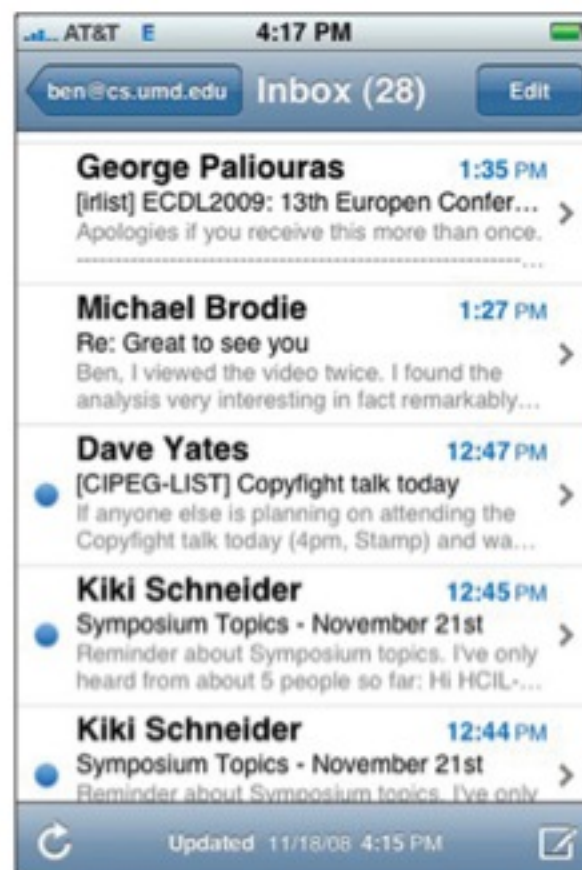 AT&T E 4:17 PM
ben@cs.umd.edu Inbox (28) Edit
George Paliouras 1:35 PM
[irlist] ECDL2009: 13th Europen Confer...
Apologies if you receive this more than once.
---------------------------------------------------------...
Michael Brodie 1:27 PM
Re: Great to see you
Ben, I viewed the video twice. I found the
analysis very interesting in fact remarkably...
Dave Yates 12:47 PM
[CIPEG-LIST] Copyfight talk today
If anyone else is planning on attending the
Copyfight talk today (4pm, Stamp) and wa...
Kiki Schneider 12:45 PM
Symposium Topics - November 21st
Reminder about Symposium topics. I've only
heard from about 5 people so far: Hi HCIL-...
Kiki Schneider 12:44 PM
Symposium Topics - November 21st
Reminder about Symposium topics. I've only
Updated 11/18/08 4:15 PM